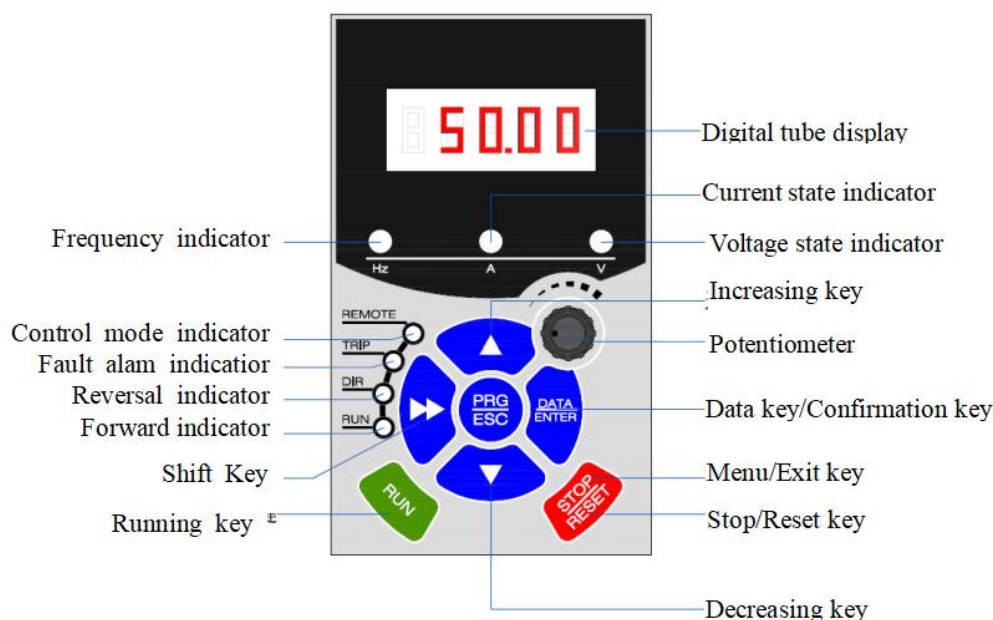 50.00
Digital tube display
Current state indicator
Frequency indicator
Voltage state indicator
Hz
A
V
Increasing key
REMOTE
Control mode indicator
Potentiometer
TRIP
Fault alam indicatior
DIR
Reversal indicator
PRG
ESC
DATA
ENTER
Data key/Confirmation key
RUN
Forward indicator
Shift Key
Menu/Exit key
RUN
STOP
RESET
Running key
Stop/Reset key
Decreasing key